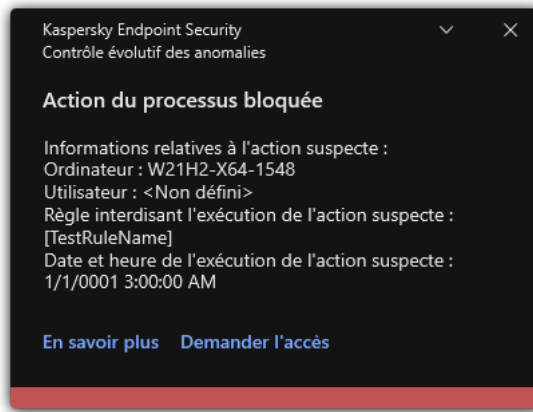 Kaspersky Endpoint Security
Contrôle évolutif des anomalies
Action du processus bloquée
Informations relatives à l'action suspecte :
Ordinateur : W21H2-X64-1548
Utilisateur : <Non défini>
Règle interdisant l'exécution de l'action suspecte :
[TestRuleName]
Date et heure de l'exécution de l'action suspecte :
1/1/0001 3:00:00 AM
En savoir plus Demander l'accès